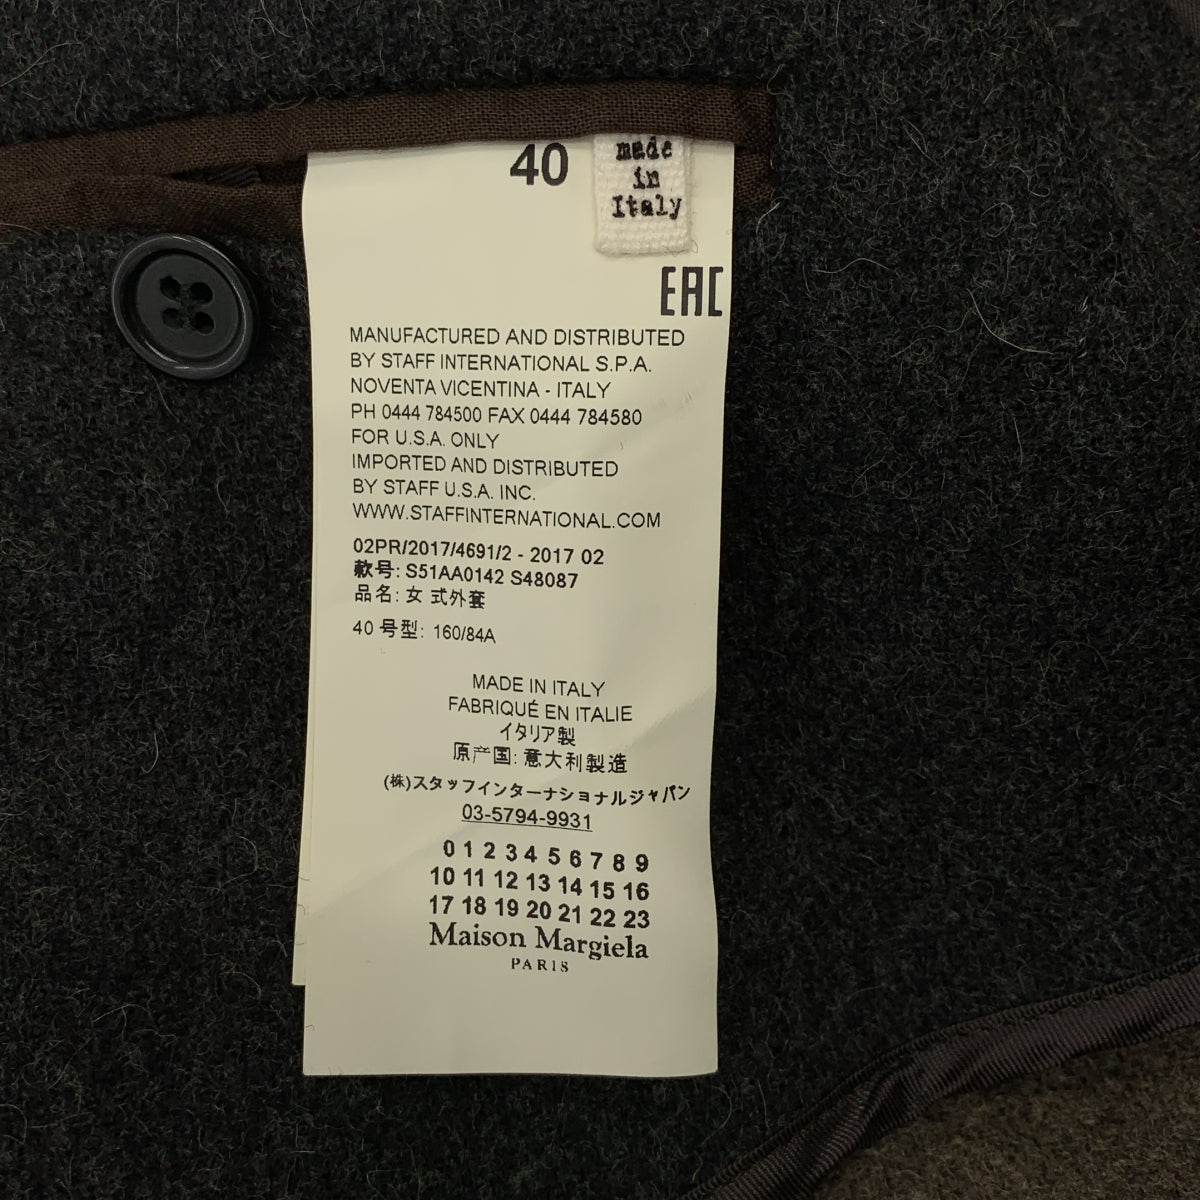 40
made
in
Italy
EAC
MANUFACTURED AND DISTRIBUTED
BY STAFF INTERNATIONAL S.P.A.
NOVENTA VICENTINA - ITALY
PH 0444 784500 FAX 0444 784580
FOR U.S.A. ONLY
IMPORTED AND DISTRIBUTED
BY STAFF U.S.A. INC.
WWW.STAFFINTERNATIONAL.COM
02PR/2017/4691/2 - 2017 02
款号: S51AA0142 S48087
品名: 女 式外套
40 号型: 160/84A
MADE IN ITALY
FABRIQUÉ EN ITALIE
イタリア製
原产国: 意大利製造
(株)スタッフインターナショナルジャパン
03-5794-9931
0 1 2 3 4 5 6 7 8 9
10 11 12 13 14 15 16
17 18 19 20 21 22 23
Maison Margiela
PARIS